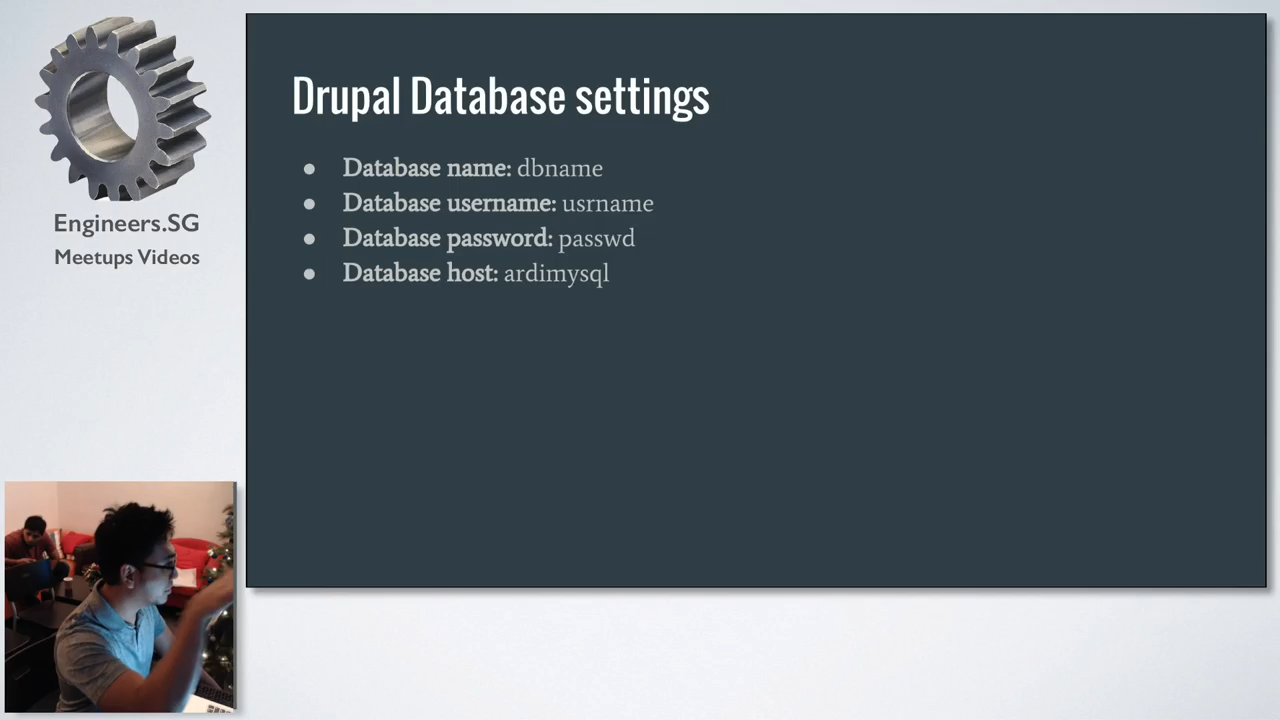 Engineers.SG
Meetups Videos
Drupal Database settings
● Database name: dbname
● Database username: usrname
● Database password: passwd
● Database host: ardimysql